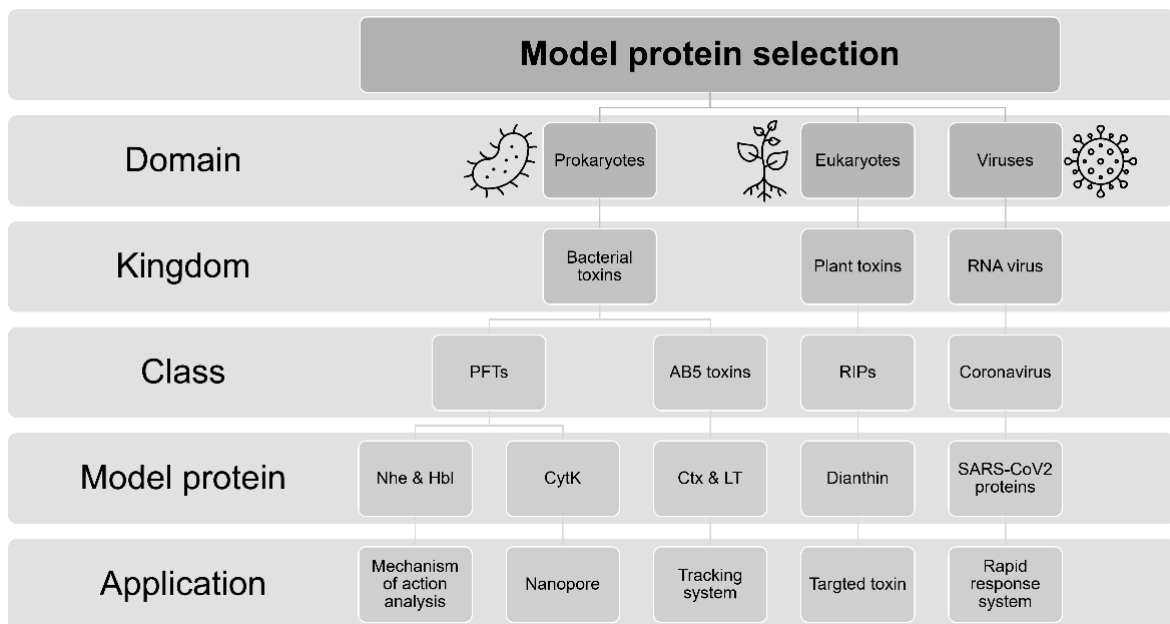 Model protein selection
Domain
Prokaryotes
Eukaryotes
Viruses
Kingdom
Bacterial
toxins
Plant toxins
RNA virus
Class
PFTs
AB5 toxins
RIPs
Coronavirus
Model protein
Nhe & Hbl
CytK
Ctx & LT
Dianthin
SARS-CoV2
proteins
Application
Mechanism
of action
analysis
Nanopore
Tracking
system
Targted toxin
Rapid
response
system